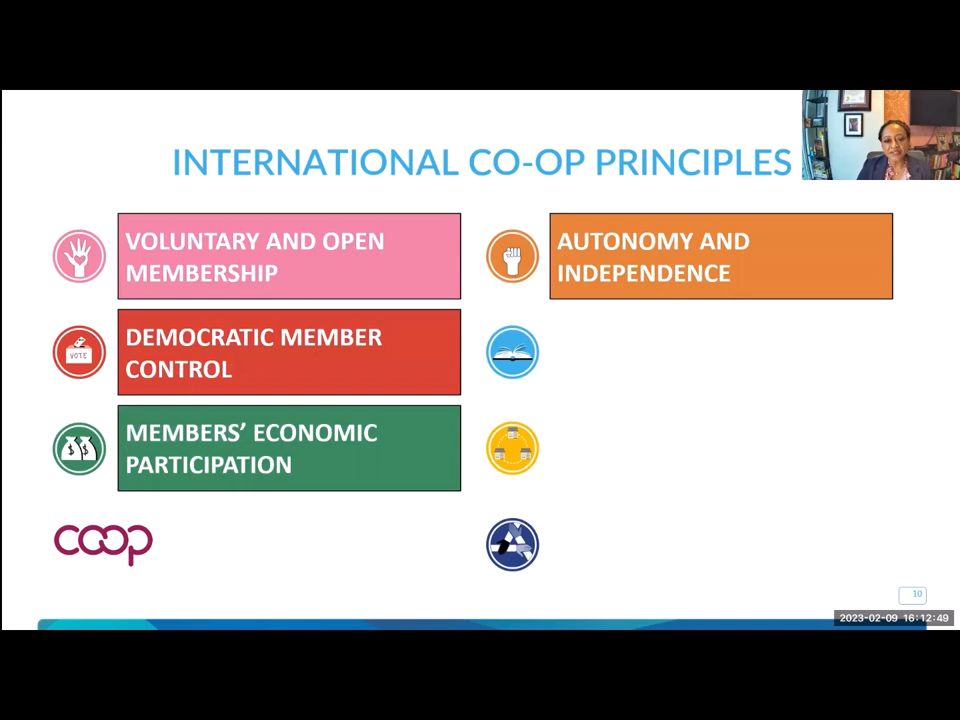 INTERNATIONAL CO-OP PRINCIPLES
VOLUNTARY AND OPEN
MEMBERSHIP
DEMOCRATIC MEMBER
CONTROL
VOTE
MEMBERS' ECONOMIC
PARTICIPATION
$ $
coop
AUTONOMY AND
INDEPENDENCE
10
2023-02-09 16:12:49